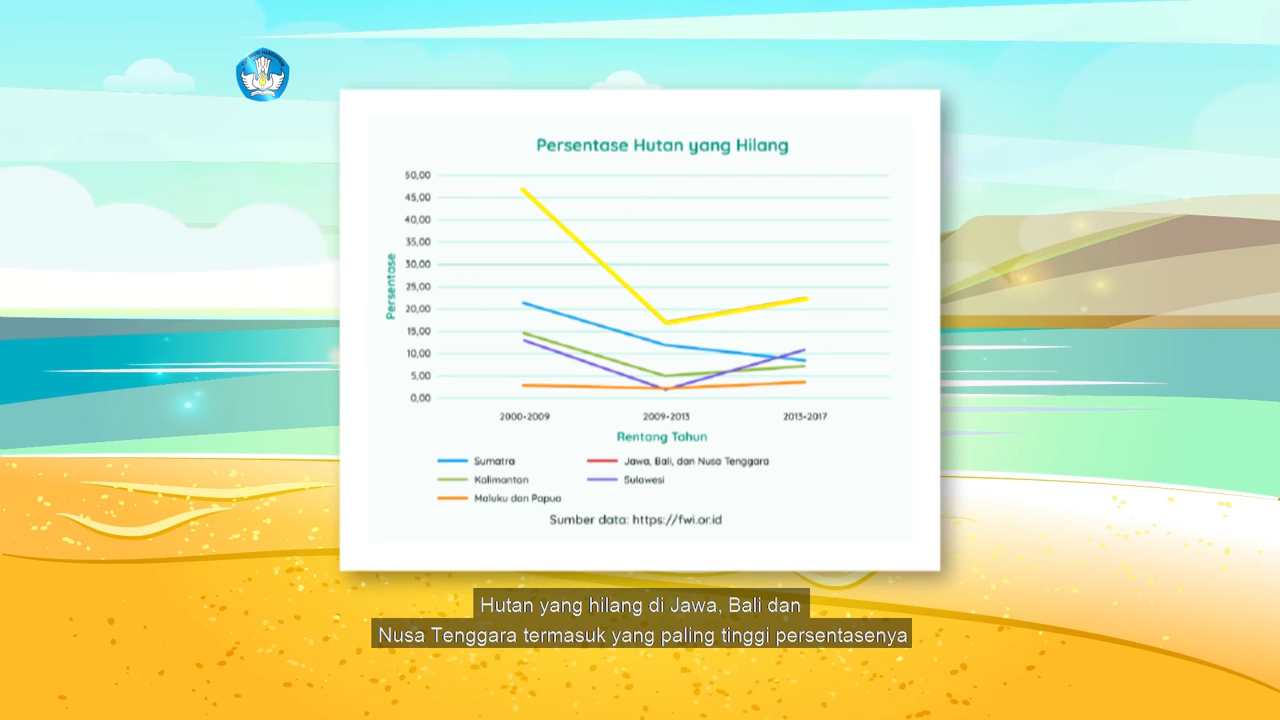 Persentase Hutan yang Hilang
Persentase
50,00
45,00
40,00
35,00
30,00
25,00
20,00
15,00
10,00
5,00
0,00
2000-2009
2009-2013
2013-2017
Rentang Tahun
Sumatra
Jawa, Bali, dan Nusa Tenggara
Kalimantan
Sulawesi
Maluku dan Papua
Sumber data: https://fwi.or.id
Hutan yang hilang di Jawa, Bali dan
Nusa Tenggara termasuk yang paling tinggi persentasenya